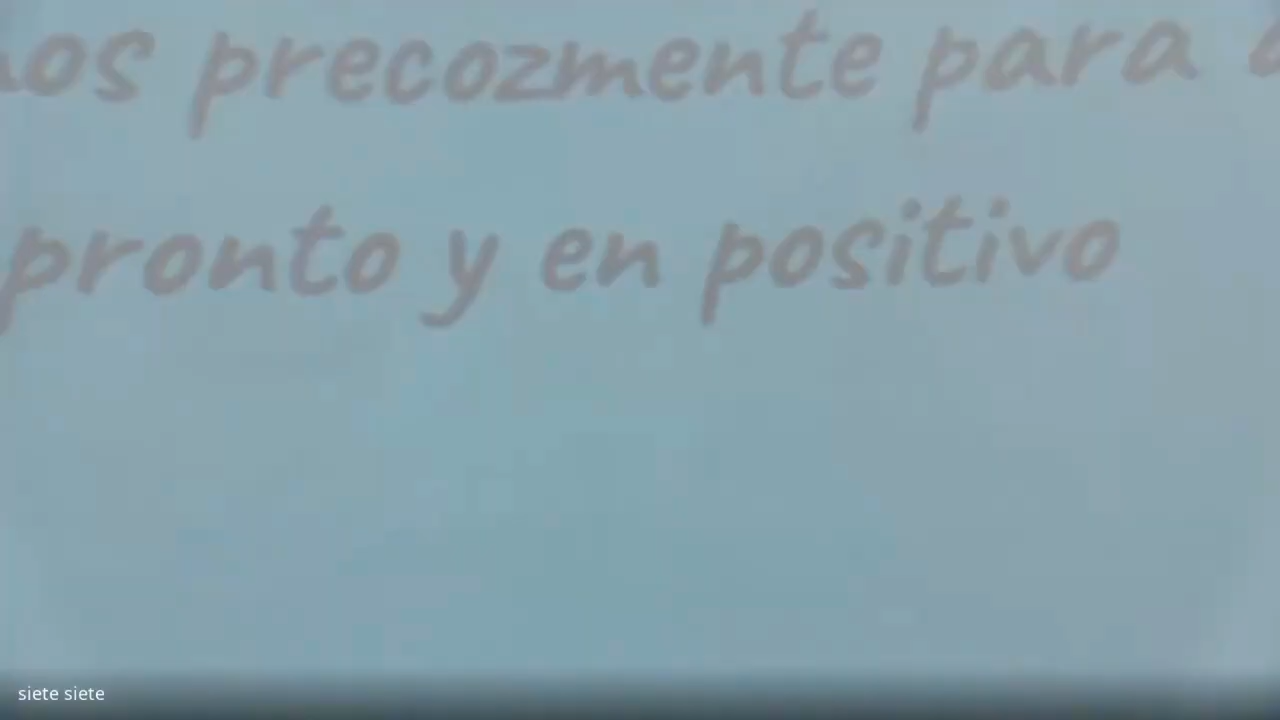 precozmente para
pronto y en positivo
siete siete